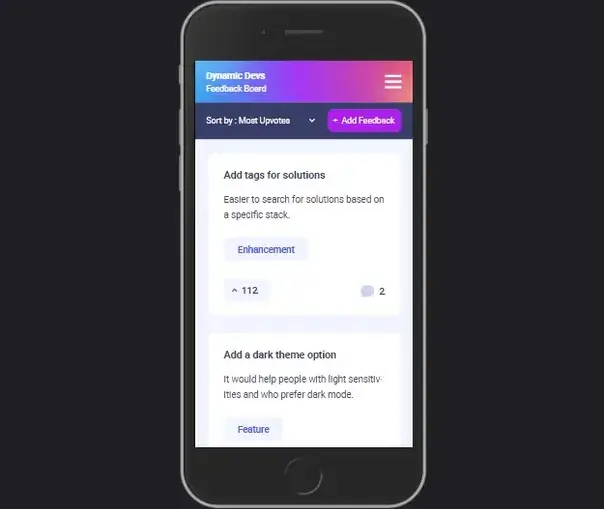 Dynamic Devs
Feedback Board
Sort by : Most Upvotes
+ Add Feedback
Add tags for solutions
Easier to search for solutions based on
a specific stack.
Enhancement
112
2
Add a dark theme option
It would help people with light sensitiv-
ities and who prefer dark mode.
Feature